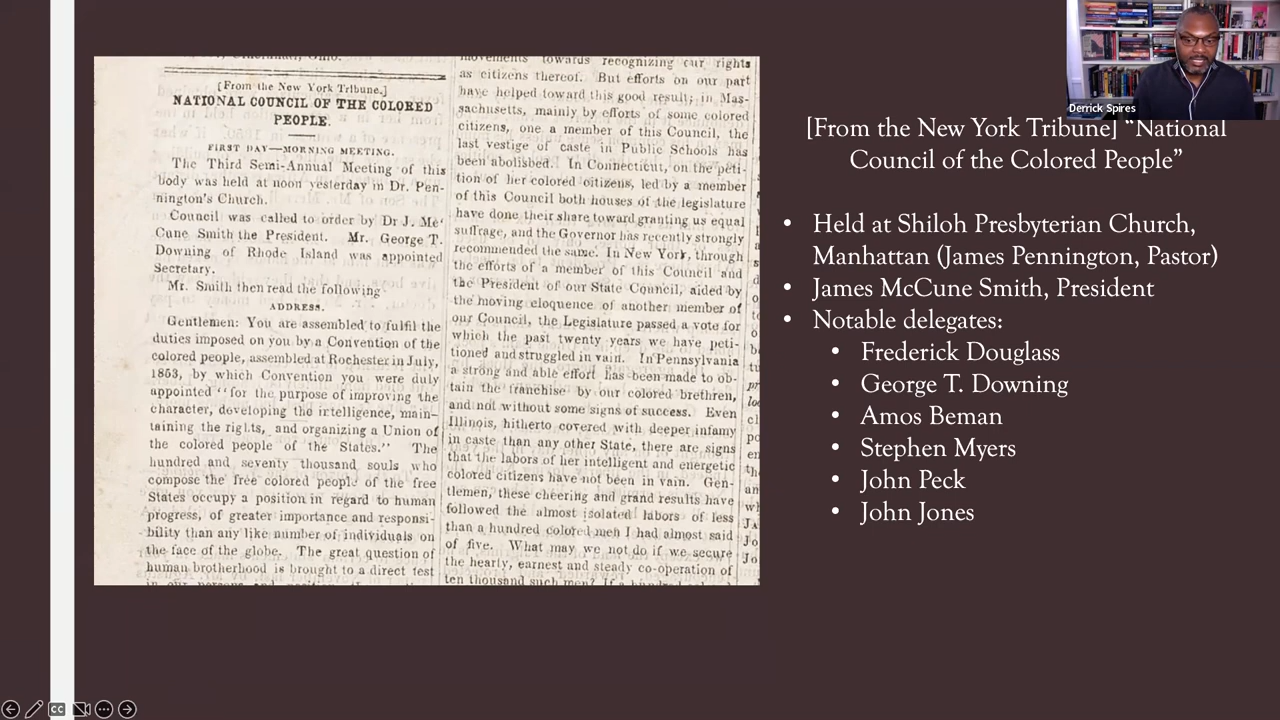 [From the New York Tribune.]
NATIONAL COUNCIL OF THE COLORED
PEOPLE.
FIRST DAY—MORNING MEETING.
The Third Semi-Annual Meeting of this
body was held at noon yesterday in Dr. Pen-
nington's Church.
Council was called to order by Dr J. Mc-
Cune Smith the President. Mr. George T.
Downing of Rhode Island was appointed
Secretary.
Mr. Smith then read the following
ADDRESS.
Gentlemen: You are assembled to fulfil the
duties imposed on you by a Convention of the
colored people, assembled at Rochester in July,
1853, by which Convention you were duly
appointed "for the purpose of improving the
character, developing the intelligence, main-
taining the rights, and organizing a Union of
the colored people of the States." The
hundred and seventy thousand souls who
compose the free colored people of the free
States occupy a position in regard to human
progress, of greater importance and responsi-
bility than any like number of individuals on
the face of the globe. The great question of
human brotherhood is brought to a direct test
movements towards recognizing our rights
as citizens thereof. But efforts on our part
have helped toward this good result; in Mas-
sachusetts, mainly by efforts of some colored
citizens, one a member of this Council, the
last vestige of caste in Public Schools has
been abolished. In Connecticut, on the peti-
tion of her colored citizens, led by a member
of this Council both houses of the legislature
have done their share toward granting us equal
suffrage, and the Governor has recently strongly
recommended the same. In New York, through
the efforts of a member of this Council and
the President of our State Council, aided by
the moving eloquence of another member of
our Council, the Legislature passed a vote for
which the past twenty years we have peti-
tioned and struggled in vain. In Pennsylvania
a strong and able effort has been made to ob-
tain the franchise by our colored brethren,
and not without some signs of success. Even
Illinois, hitherto covered with deeper infamy
in caste than any other State, there are signs
that the labors of her intelligent and energetic
colored citizens have not been in vain. Gen-
tlemen, these cheering and grand results have
followed the almost isolated labors of less
than a hundred colored men I had almost said
of five. What may we not do if we secure
the hearly, earnest and steady co-operation of
ten thousand such men?
Derrick Spires
[From the New York Tribune] "National
Council of the Colored People"
• Held at Shiloh Presbyterian Church,
Manhattan (James Pennington, Pastor)
• James McCune Smith, President
• Notable delegates:
• Frederick Douglass
• George T. Downing
• Amos Beman
• Stephen Myers
• John Peck
• John Jones
CC